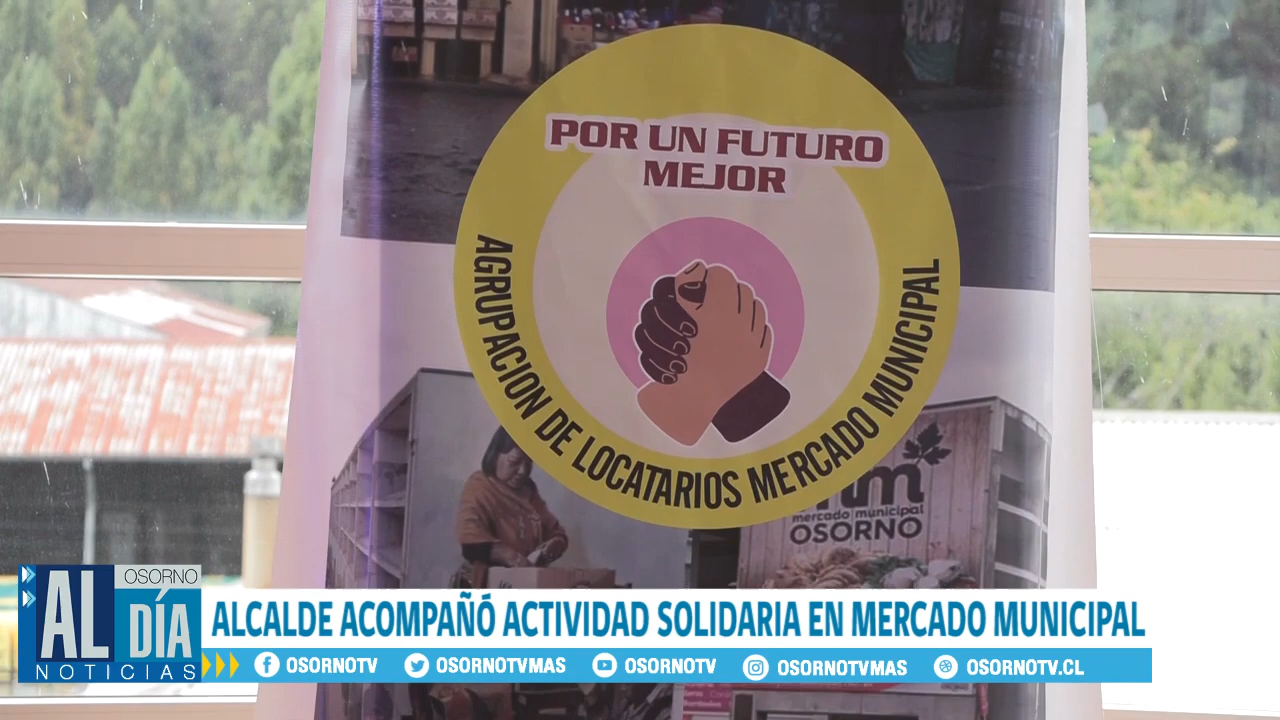 POR UN FUTURO
MEJOR
AGRUPACION DE LOCATARIOS MERCADO MUNICIPAL
mercado municipal
OSORNO
OSORNO
AL DÍA
NOTICIAS
ALCALDE ACOMPAÑÓ ACTIVIDAD SOLIDARIA EN MERCADO MUNICIPAL
OSORNOTV OSORNOTVMAS OSORNOTV OSORNOTVMAS OSORNOTV.CL